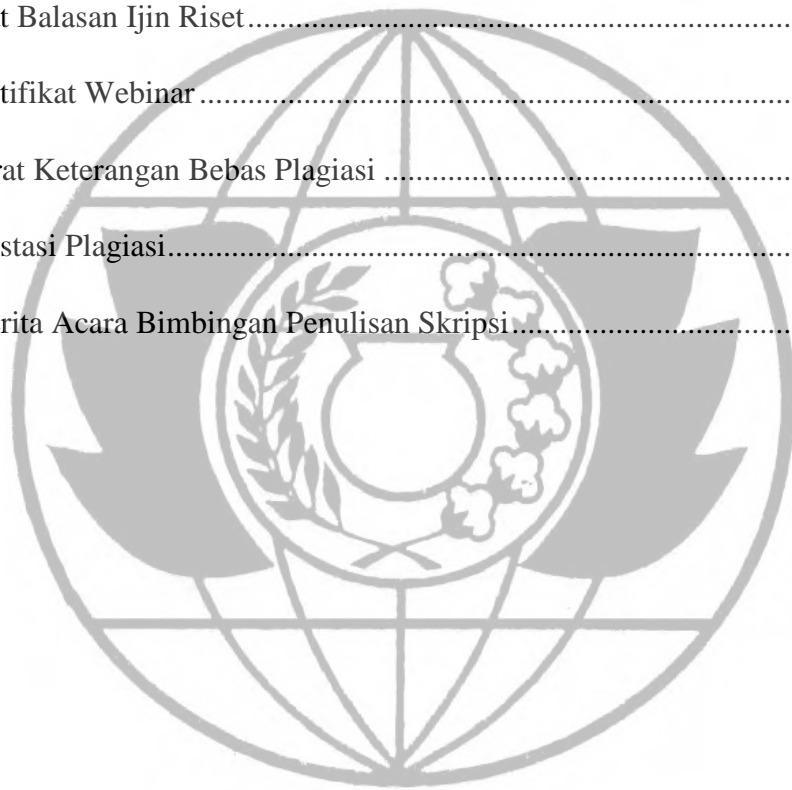 t Balasan Ijin Riset..............................................................................
tifikat Webinar ..................................................................................
rat Keterangan Bebas Plagiasi ..........................................................
stasi Plagiasi......................................................................................
rita Acara Bimbingan Penulisan Skripsi.........................................